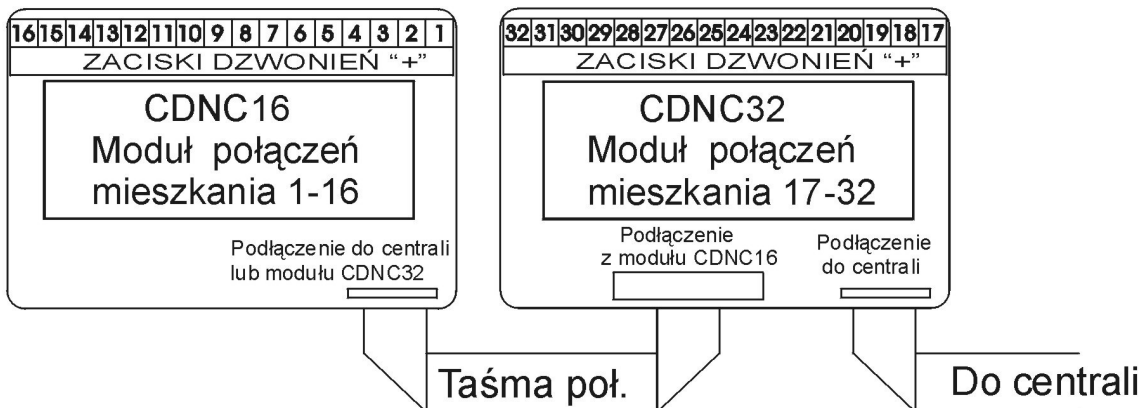 16 15 14 13 12 11 10 9 8 7 6 5 4 3 2 1
ZACISKI DZWONIEŃ “+”
CDNC16
Moduł połączeń
mieszkania 1-16
Podłączenie do centrali
lub modułu CDNC32
32 31 30 29 28 27 26 25 24 23 22 21 20 19 18 17
ZACISKI DZWONIEŃ “+”
CDNC32
Moduł połączeń
mieszkania 17-32
Podłączenie
z modułu CDNC16
Podłączenie
do centrali
Taśma poł.
Do centrali